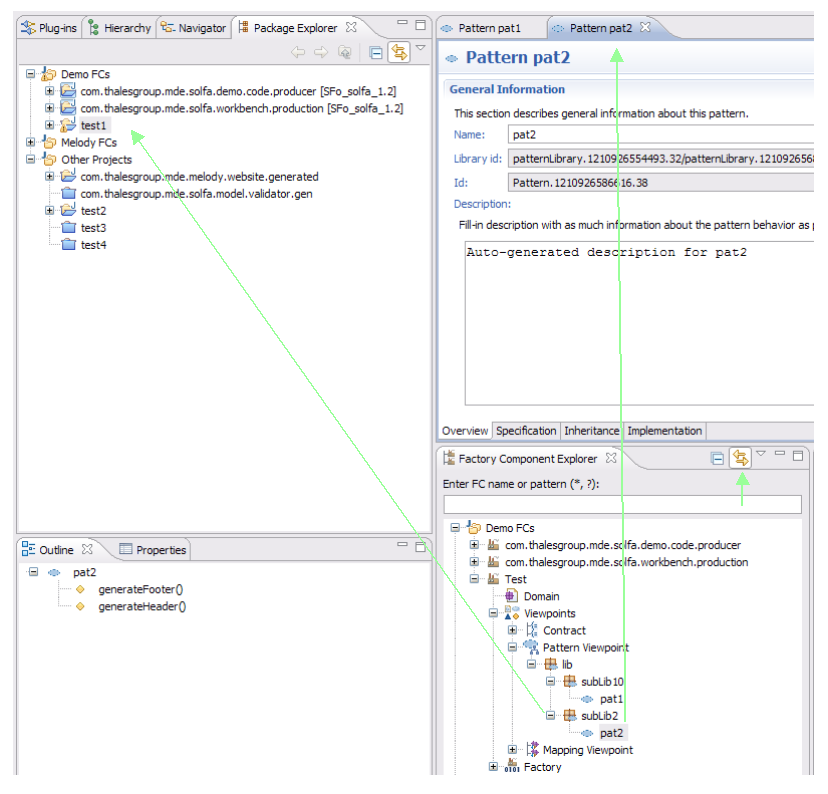 Plug-ins Hierarchy Navigator Package Explorer
Demo FCs
com.thalesgroup.mde.solfa.demo.code.producer [SFo_solfa_1.2]
com.thalesgroup.mde.solfa.workbench.production [SFo_solfa_1.2]
test1
Melody FCs
Other Projects
com.thalesgroup.mde.melody.website.generated
com.thalesgroup.mde.solfa.model.validator.gen
test2
test3
test4
Outline Properties
pat2
generateFooter()
generateHeader()
Pattern pat1 Pattern pat2
Pattern pat2
General Information
This section describes general information about this pattern.
Name: pat2
Library id: patternLibrary.1210926554493.32/patternLibrary.12109265
Id: Pattern.1210926586616.38
Description:
Fill-in description with as much information about the pattern behavior as
Auto-generated description for pat2
Overview Specification Inheritance Implementation
Factory Component Explorer
Enter FC name or pattern (*, ?):
Demo FCs
com.thalesgroup.mde.solfa.demo.code.producer
com.thalesgroup.mde.solfa.workbench.production
Test
Domain
Viewpoints
Contract
Pattern Viewpoint
lib
subLib10
pat1
subLib2
pat2
Mapping Viewpoint
Factory